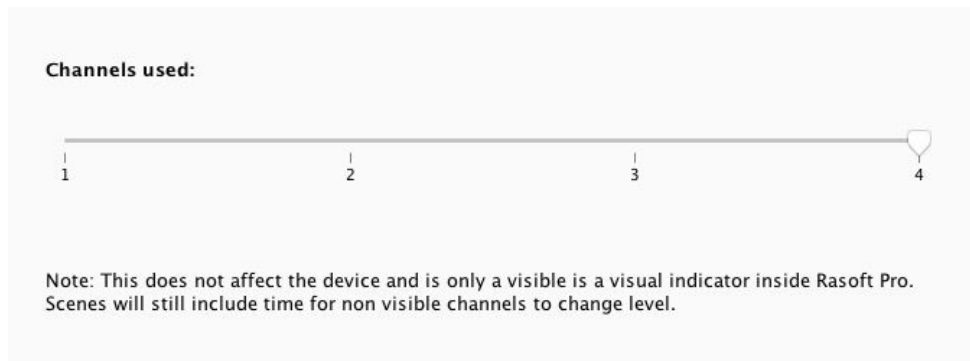 Channels used:
1 2 3 4
Note: This does not affect the device and is only a visible is a visual indicator inside Rasoft Pro.
Scenes will still include time for non visible channels to change level.